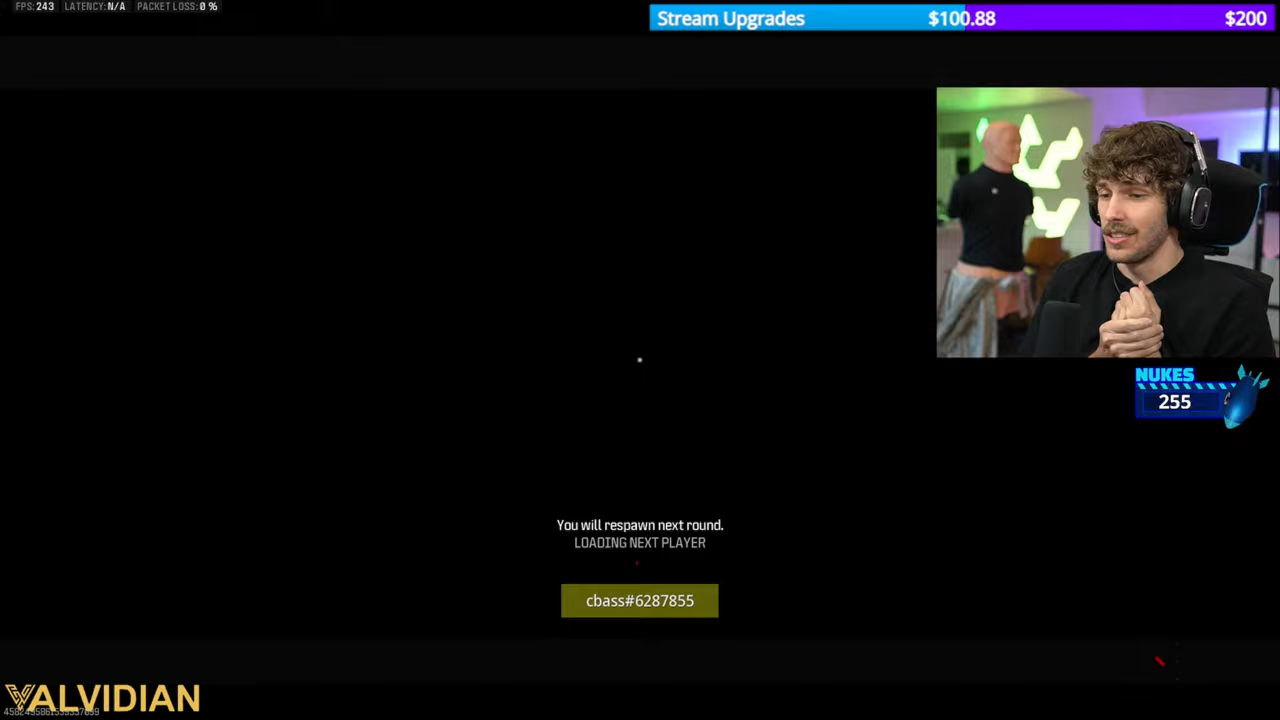 FPS: 243 LATENCY: N/A PACKET LOSS: 0 %
Stream Upgrades $100.88 $200
NUKES
255
You will respawn next round.
LOADING NEXT PLAYER
cbass#6287855
VALVIDIAN